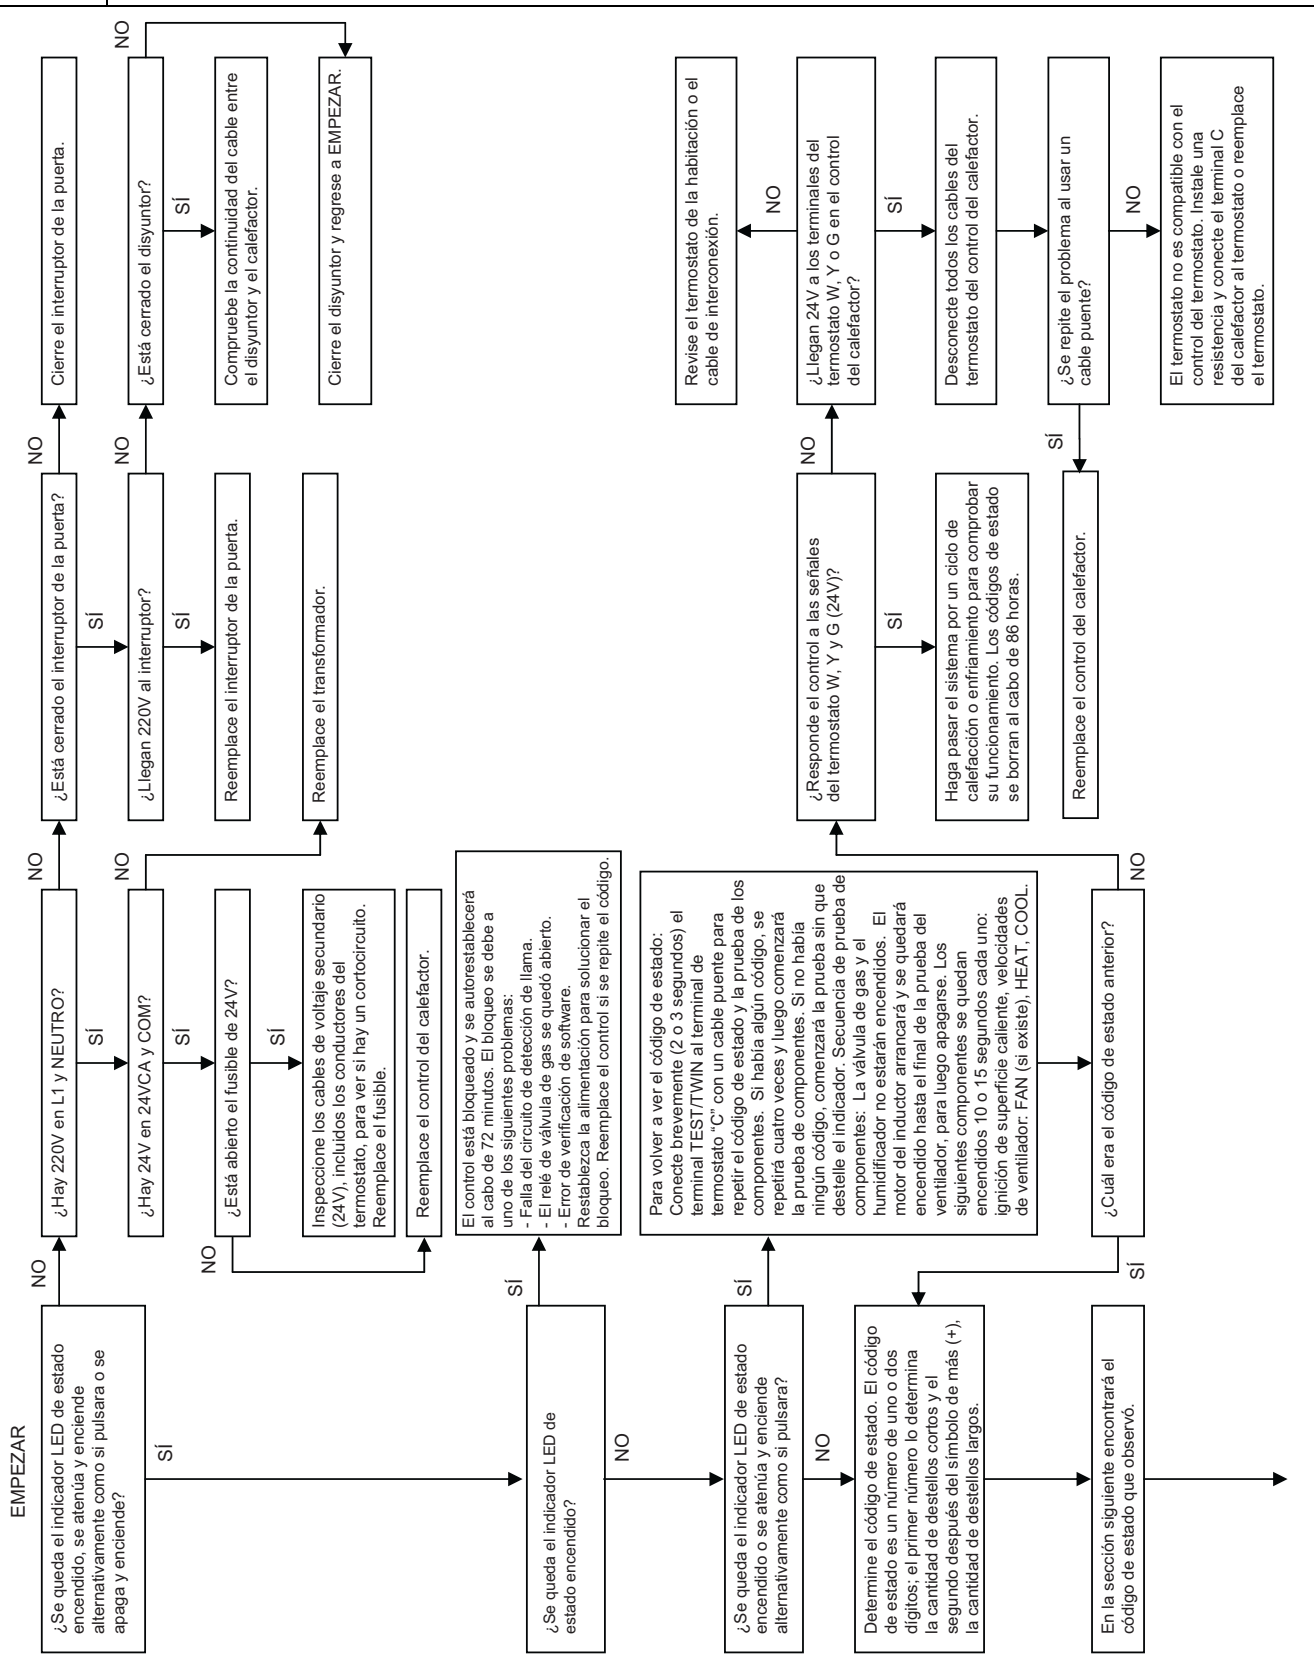 EMPEZAR
¿Se queda el indicador LED de estado
encendido, se atenúa y enciende
alternativamente como si pulsara o se
apaga y enciende?
NO
SÍ
¿Hay 220V en L1 y NEUTRO?
NO
SÍ
¿Está cerrado el interruptor de la puerta?
NO
SÍ
Cierre el interruptor de la puerta.
¿Hay 24V en 24VCA y COM?
NO
SÍ
¿Llegan 220V al interruptor?
NO
SÍ
¿Está cerrado el disyuntor?
NO
SÍ
¿Está abierto el fusible de 24V?
NO
SÍ
Reemplace el interruptor de la puerta.
Compruebe la continuidad del cable entre
el disyuntor y el calefactor.
Inspeccione los cables de voltaje secundario
(24V), incluidos los conductores del
termostato, para ver si hay un cortocircuito.
Reemplace el fusible.
Reemplace el transformador.
Cierre el disyuntor y regrese a EMPEZAR.
Reemplace el control del calefactor.
¿Se queda el indicador LED de
estado encendido?
SÍ
NO
El control está bloqueado y se autorestablecerá
al cabo de 72 minutos. El bloqueo se debe a
uno de los siguientes problemas:
- Falla del circuito de detección de llama.
- El relé de válvula de gas se quedó abierto.
- Error de verificación de software.
Restablezca la alimentación para solucionar el
bloqueo. Reemplace el control si se repite el código.
¿Se queda el indicador LED de estado
encendido o se atenúa y enciende
alternativamente como si pulsara?
SÍ
NO
Para volver a ver el código de estado:
Conecte brevemente (2 o 3 segundos) el
terminal TEST/TWIN al terminal de
termostato “C” con un cable puente para
repetir el código de estado y la prueba de los
componentes. Si había algún código, se
repetirá cuatro veces y luego comenzará
la prueba de componentes. Si no había
ningún código, comenzará la prueba sin que
destelle el indicador. Secuencia de prueba de
componentes: La válvula de gas y el
humidificador no estarán encendidos. El
motor del inductor arrancará y se quedará
encendido hasta el final de la prueba del
ventilador, para luego apagarse. Los
siguientes componentes se quedan
encendidos 10 o 15 segundos cada uno:
ignición de superficie caliente, velocidades
de ventilador: FAN (si existe), HEAT, COOL.
Determine el código de estado. El código
de estado es un número de uno o dos
dígitos; el primer número lo determina
la cantidad de destellos cortos y el
segundo después del símbolo de más (+),
la cantidad de destellos largos.
¿Cuál era el código de estado anterior?
SÍ
NO
En la sección siguiente encontrará el
código de estado que observó.
¿Responde el control a las señales
del termostato W, Y y G (24V)?
NO
SÍ
Haga pasar el sistema por un ciclo de
calefacción o enfriamiento para comprobar
su funcionamiento. Los códigos de estado
se borran al cabo de 86 horas.
Revise el termostato de la habitación o el
cable de interconexión.
NO
¿Llegan 24V a los terminales del
termostato W, Y o G en el control
del calefactor?
SÍ
Desconecte todos los cables del
termostato del control del calefactor.
¿Se repite el problema al usar un
cable puente?
SÍ
NO
Reemplace el control del calefactor.
El termostato no es compatible con el
control del termostato. Instale una
resistencia y conecte el terminal C
del calefactor al termostato o reemplace
el termostato.